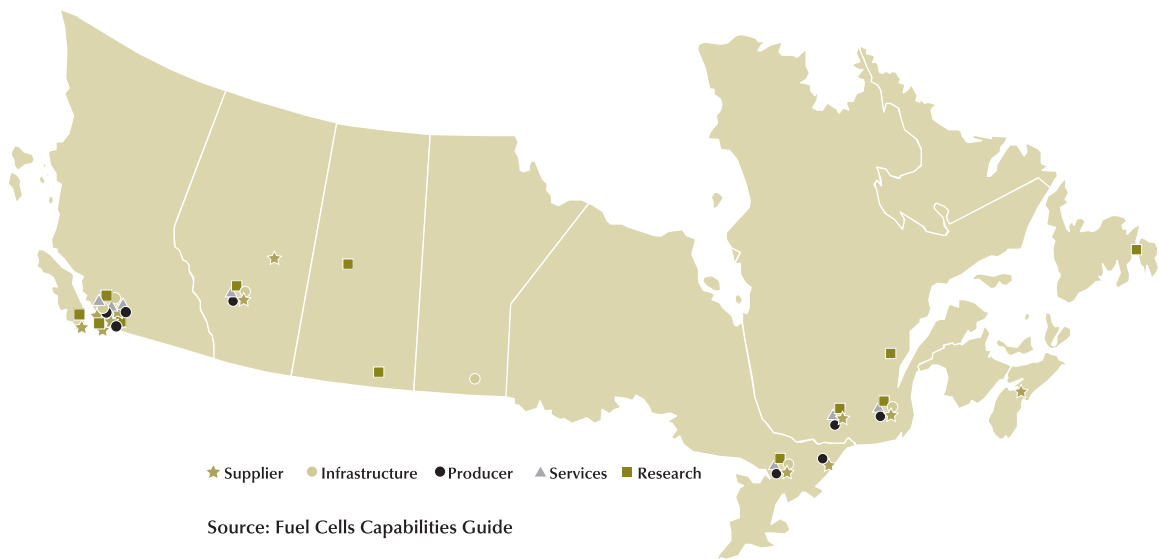 Supplier Infrastructure Producer Services Research
Source: Fuel Cells Capabilities Guide